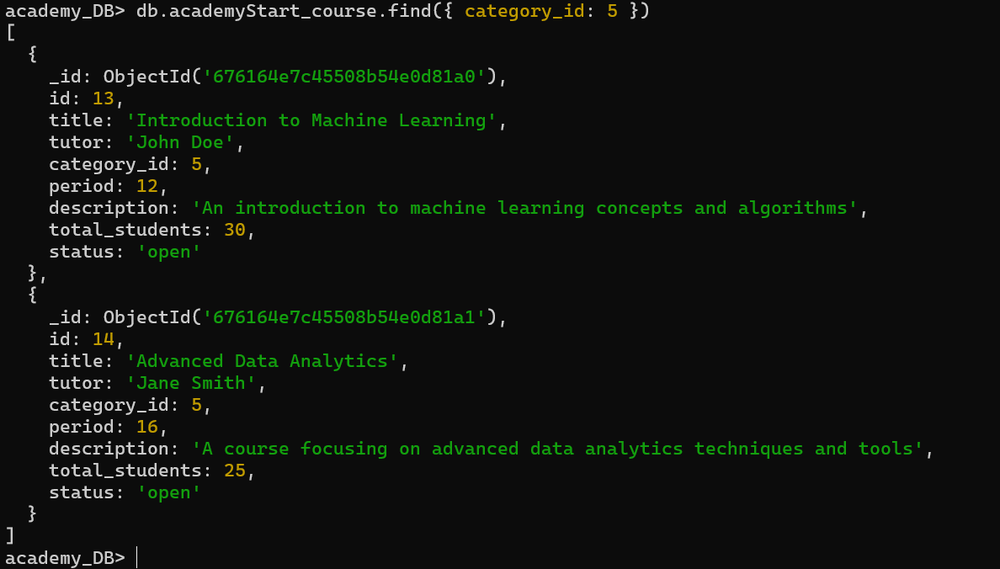 academy_DB> db.academyStart_course.find({ category_id: 5 })
[
  {
    _id: ObjectId('676164e7c45508b54e0d81a0'),
    id: 13,
    title: 'Introduction to Machine Learning',
    tutor: 'John Doe',
    category_id: 5,
    period: 12,
    description: 'An introduction to machine learning concepts and algorithms',
    total_students: 30,
    status: 'open'
  },
  {
    _id: ObjectId('676164e7c45508b54e0d81a1'),
    id: 14,
    title: 'Advanced Data Analytics',
    tutor: 'Jane Smith',
    category_id: 5,
    period: 16,
    description: 'A course focusing on advanced data analytics techniques and tools',
    total_students: 25,
    status: 'open'
  }
]
academy_DB>